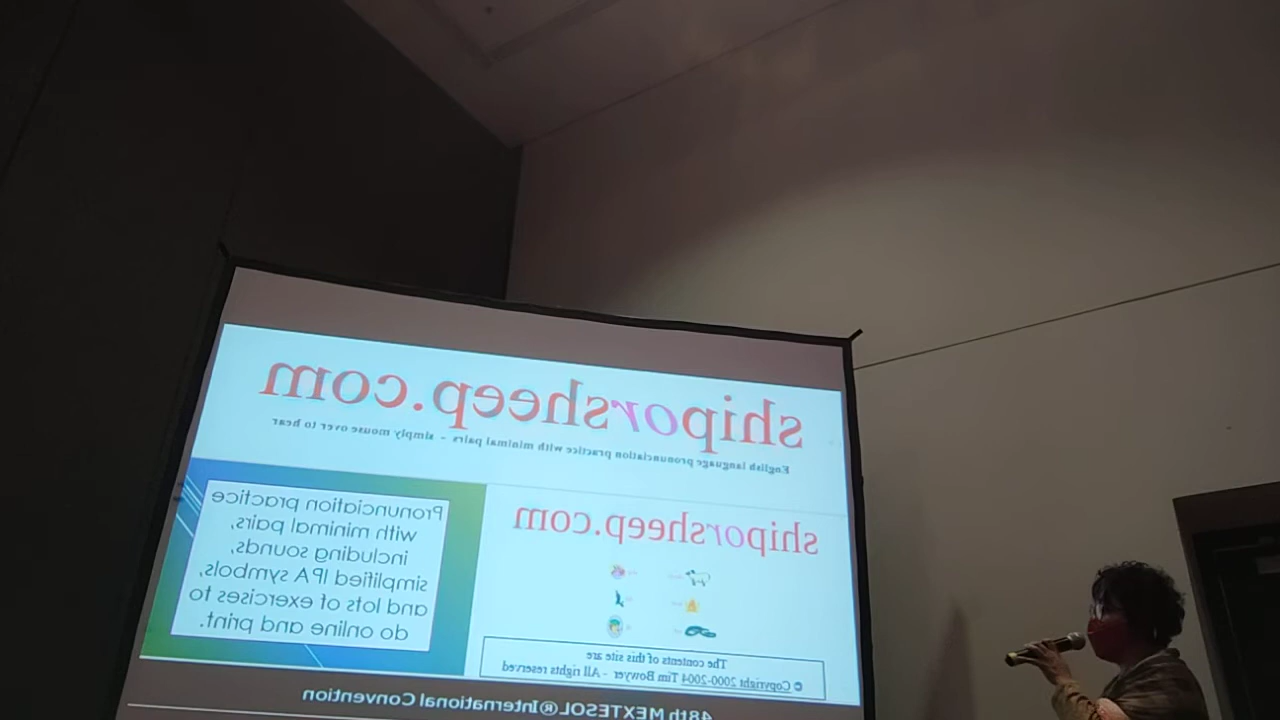 shiporsheep.com
English language pronunciation practice with minimal pairs - simply mouse over to hear
shiporsheep.com
The contents of this site are
© Copyright 2000-2004 Tim Bowyer - All rights reserved
Pronunciation practice
with minimal pairs,
including sounds,
simplified IPA symbols,
and lots of exercises to
do online and print.
48th MEXTESOL® International Convention